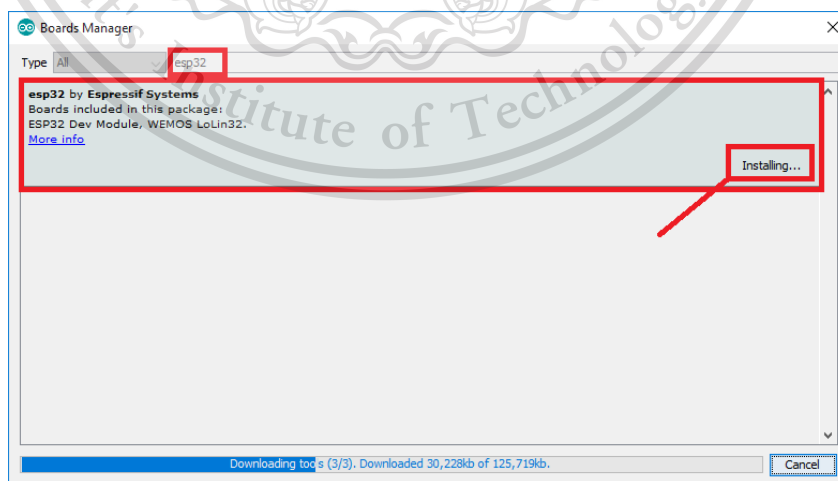 Boards Manager
Type All esp32
esp32 by Espressif Systems
Boards included in this package:
ESP32 Dev Module, WEMOS LoLin32.
More info
Installing...
Institute of Technolog
Downloading tools (3/3). Downloaded 30,228kb of 125,719kb.
Cancel